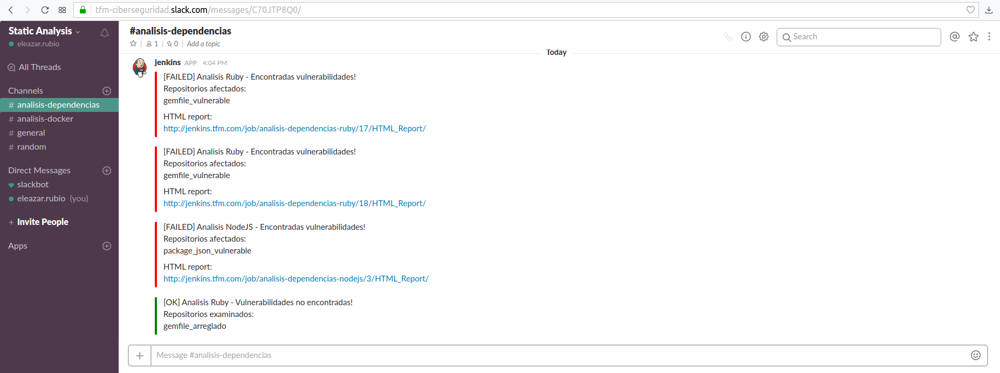 tfm-ciberseguridad.slack.com/messages/C70JTP8Q0/
Static Analysis
eleazar.rubio
All Threads
Channels
# analisis-dependencias
# analisis-docker
# general
# random
Direct Messages
slackbot
eleazar.rubio (you)
+ Invite People
Apps
#analisis-dependencias
1 | 0 | Add a topic
Search
Today
jenkins APP 4:04 PM
[FAILED] Analisis Ruby - Encontradas vulnerabilidades!
Repositorios afectados:
gemfile_vulnerable
HTML report:
http://jenkins.tfm.com/job/analisis-dependencias-ruby/17/HTML_Report/
[FAILED] Analisis Ruby - Encontradas vulnerabilidades!
Repositorios afectados:
gemfile_vulnerable
HTML report:
http://jenkins.tfm.com/job/analisis-dependencias-ruby/18/HTML_Report/
[FAILED] Analisis NodeJS - Encontradas vulnerabilidades!
Repositorios afectados:
package_json_vulnerable
HTML report:
http://jenkins.tfm.com/job/analisis-dependencias-nodejs/3/HTML_Report/
[OK] Analisis Ruby - Vulnerabilidades no encontradas!
Repositorios examinados:
gemfile_arreglado
Message #analisis-dependencias